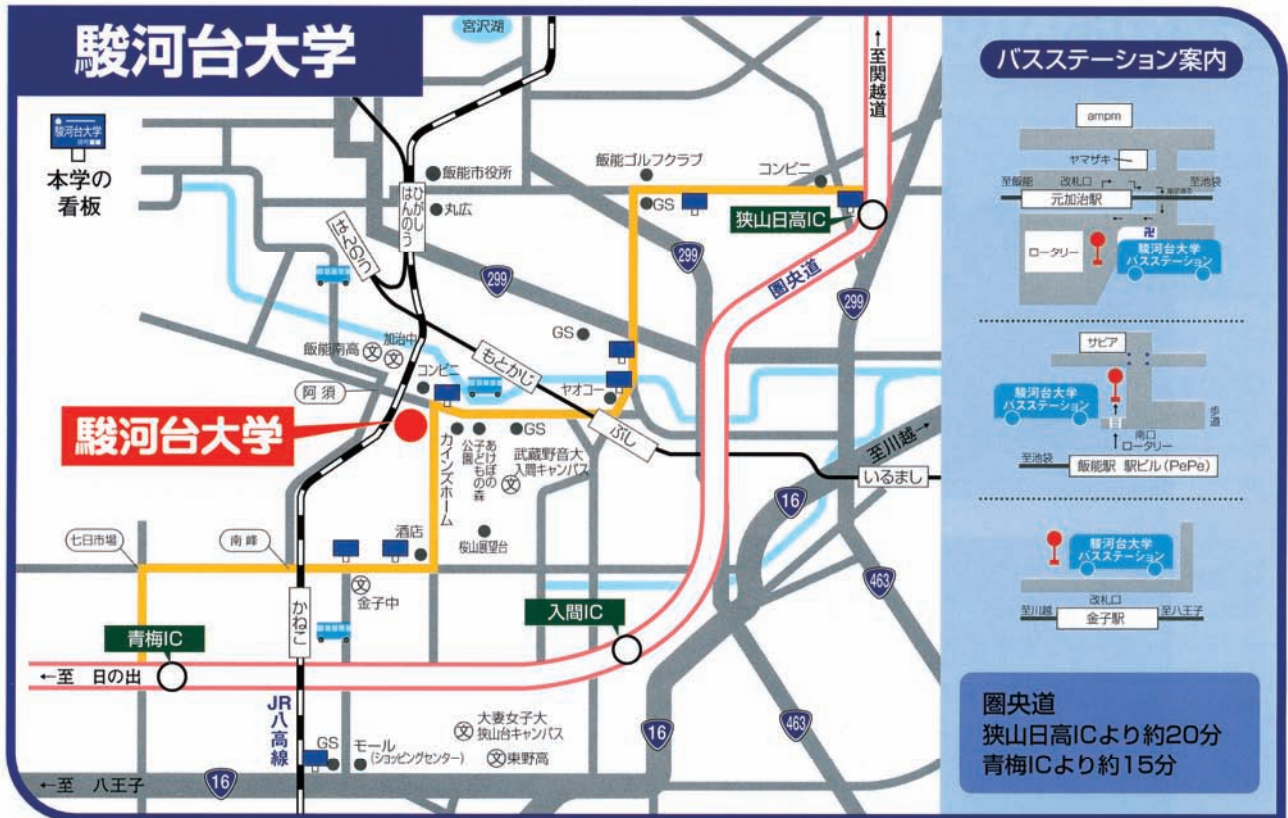 駿河台大学
駿河台大学
本学の
看板
宮沢湖
←至関越道
飯能市役所
丸広
ひがし
はんのう
はんのう
飯能ゴルフクラブ
GS
コンビニ
狭山日高IC
299
299
299
圏央道
GS
加治中
飯能南高
文
文
コンビニ
阿須
もとかじ
ヤオコー
駿河台大学
ぶし
至川越→
いるまし
カインズホーム
あけぼの
子どもの森
公園
GS
武蔵野音大
入間キャンパス
文
桜山展望台
16
酒店
七日市場
南峰
文
金子中
かねこ
463
青梅IC
入間IC
←至 日の出
JR八高線
GS
モール
(ショッピングセンター)
文
大妻女子大
狭山台キャンパス
文
東野高
16
463
←至 八王子
16
バスステーション案内
ampm
ヤマザキ
至飯能
改札口
至池袋
元加治駅
ロータリー
卍
駿河台大学
バスステーション
サビア
駿河台大学
バスステーション
歩道
南口
ロータリー
至池袋
飯能駅 駅ビル(PePe)
駿河台大学
バスステーション
改札口
至川越
至八王子
金子駅
圏央道
狭山日高ICより約20分
青梅ICより約15分